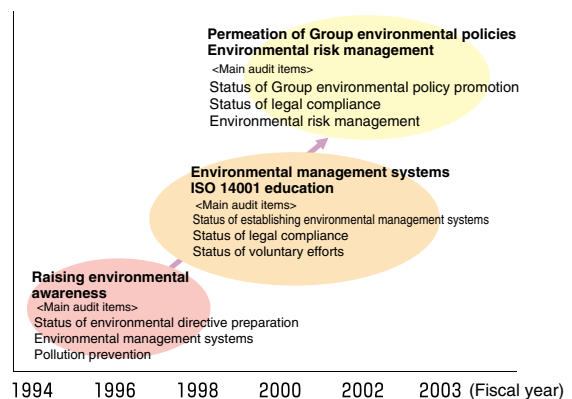 Permeation of Group environmental policies
Environmental risk management
<Main audit items>
Status of Group environmental policy promotion
Status of legal compliance
Environmental risk management
Environmental management systems
ISO 14001 education
<Main audit items>
Status of establishing environmental management systems
Status of legal compliance
Status of voluntary efforts
Raising environmental
awareness
<Main audit items>
Status of environmental directive preparation
Environmental management systems
Pollution prevention
1994 1996 1998 2000 2002 2003 (Fiscal year)